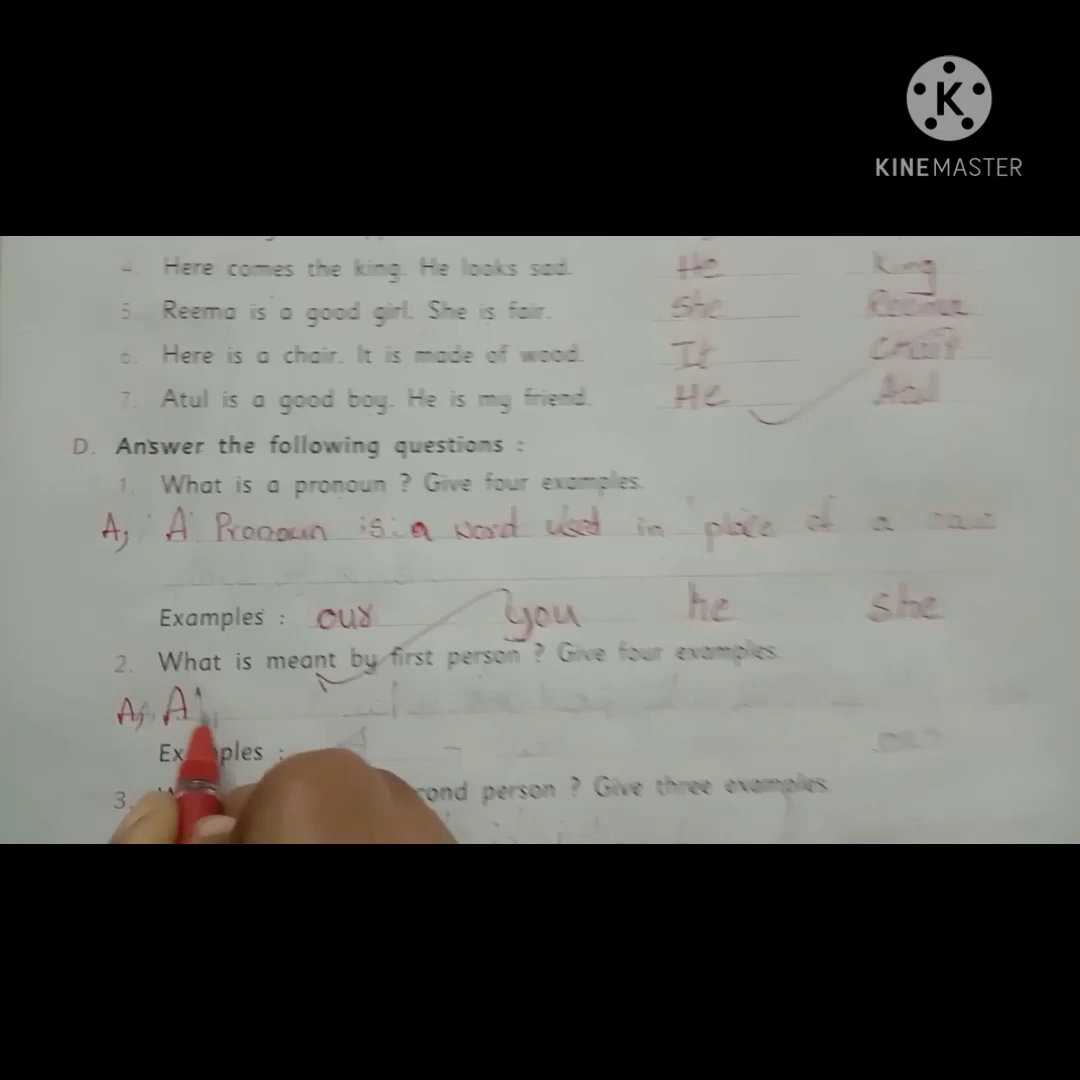 KINEMASTER
4. Here comes the king. He looks sad. He king
5. Reema is a good girl. She is fair. She Reema
6. Here is a chair. It is made of wood. It
7. Atul is a good boy. He is my friend. He Atul
D. Answer the following questions :
1. What is a pronoun ? Give four examples.
A, A Pronoun is a word used in place of a
Examples : our you he she
2. What is meant by first person ? Give four examples.
A, A
Examples :
3. second person ? Give three examples.